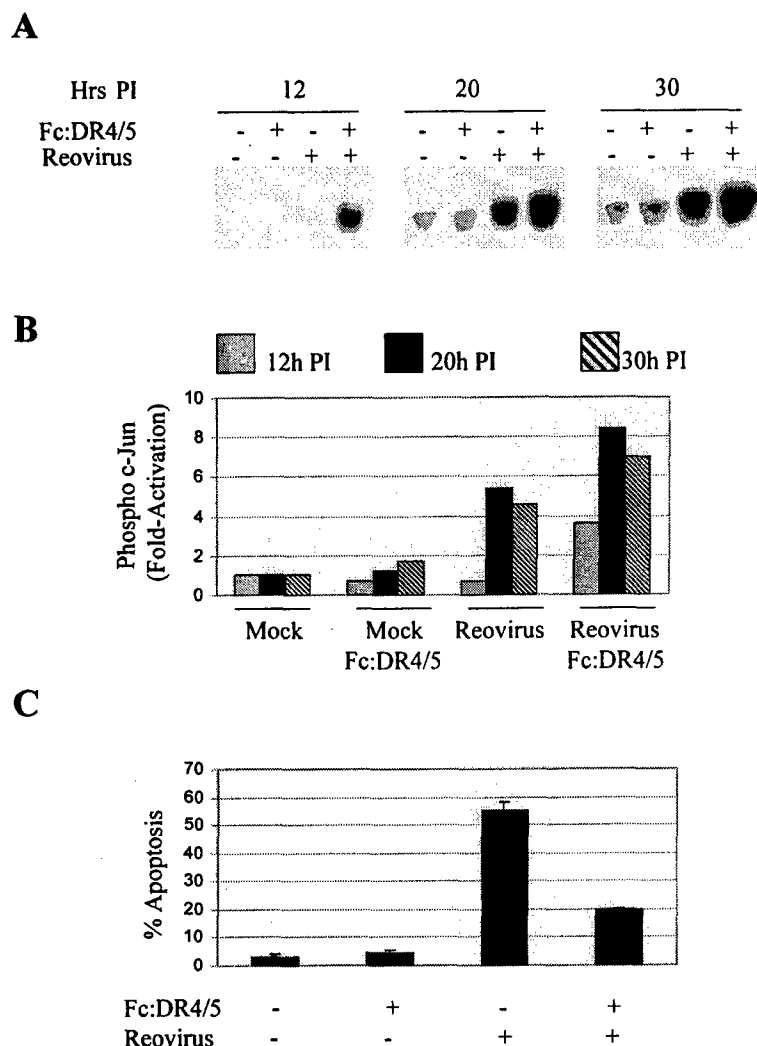 A
Hrs PI 12 20 30
Fc:DR4/5 - + - + - + - + - + - +
Reovirus - - + + - - + + - - + +
B
12h PI 20h PI 30h PI
Phospho c-Jun
(Fold-Activation)
10
8
6
4
2
0
Mock Mock Reovirus Reovirus
Fc:DR4/5 Fc:DR4/5
C
% Apoptosis
70
60
50
40
30
20
10
0
Fc:DR4/5 - + - +
Reovirus - - + +